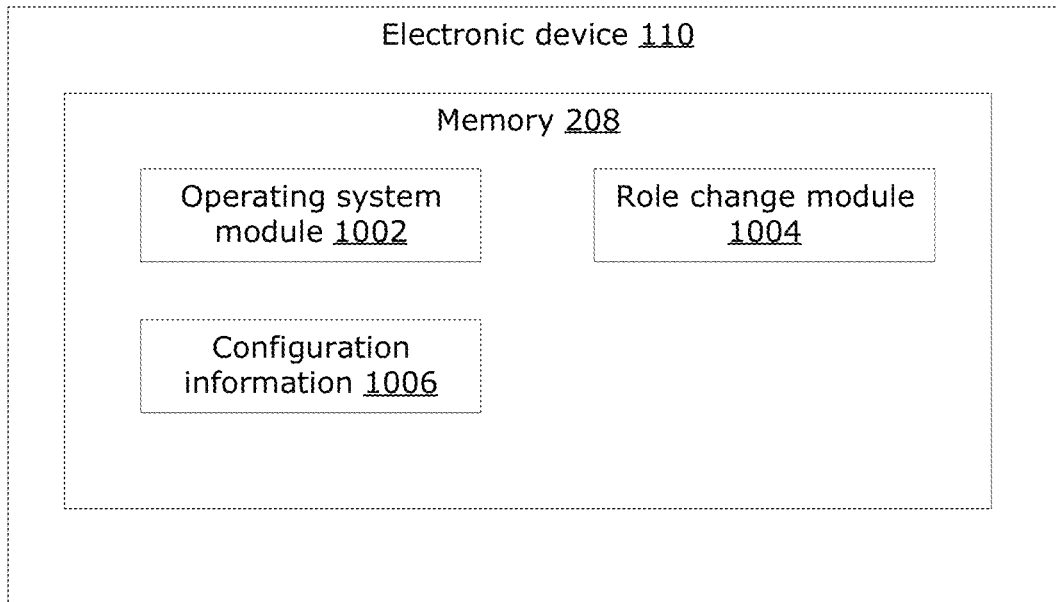 Electronic device 110
Memory 208
Operating system
module 1002
Role change module
1004
Configuration
information 1006